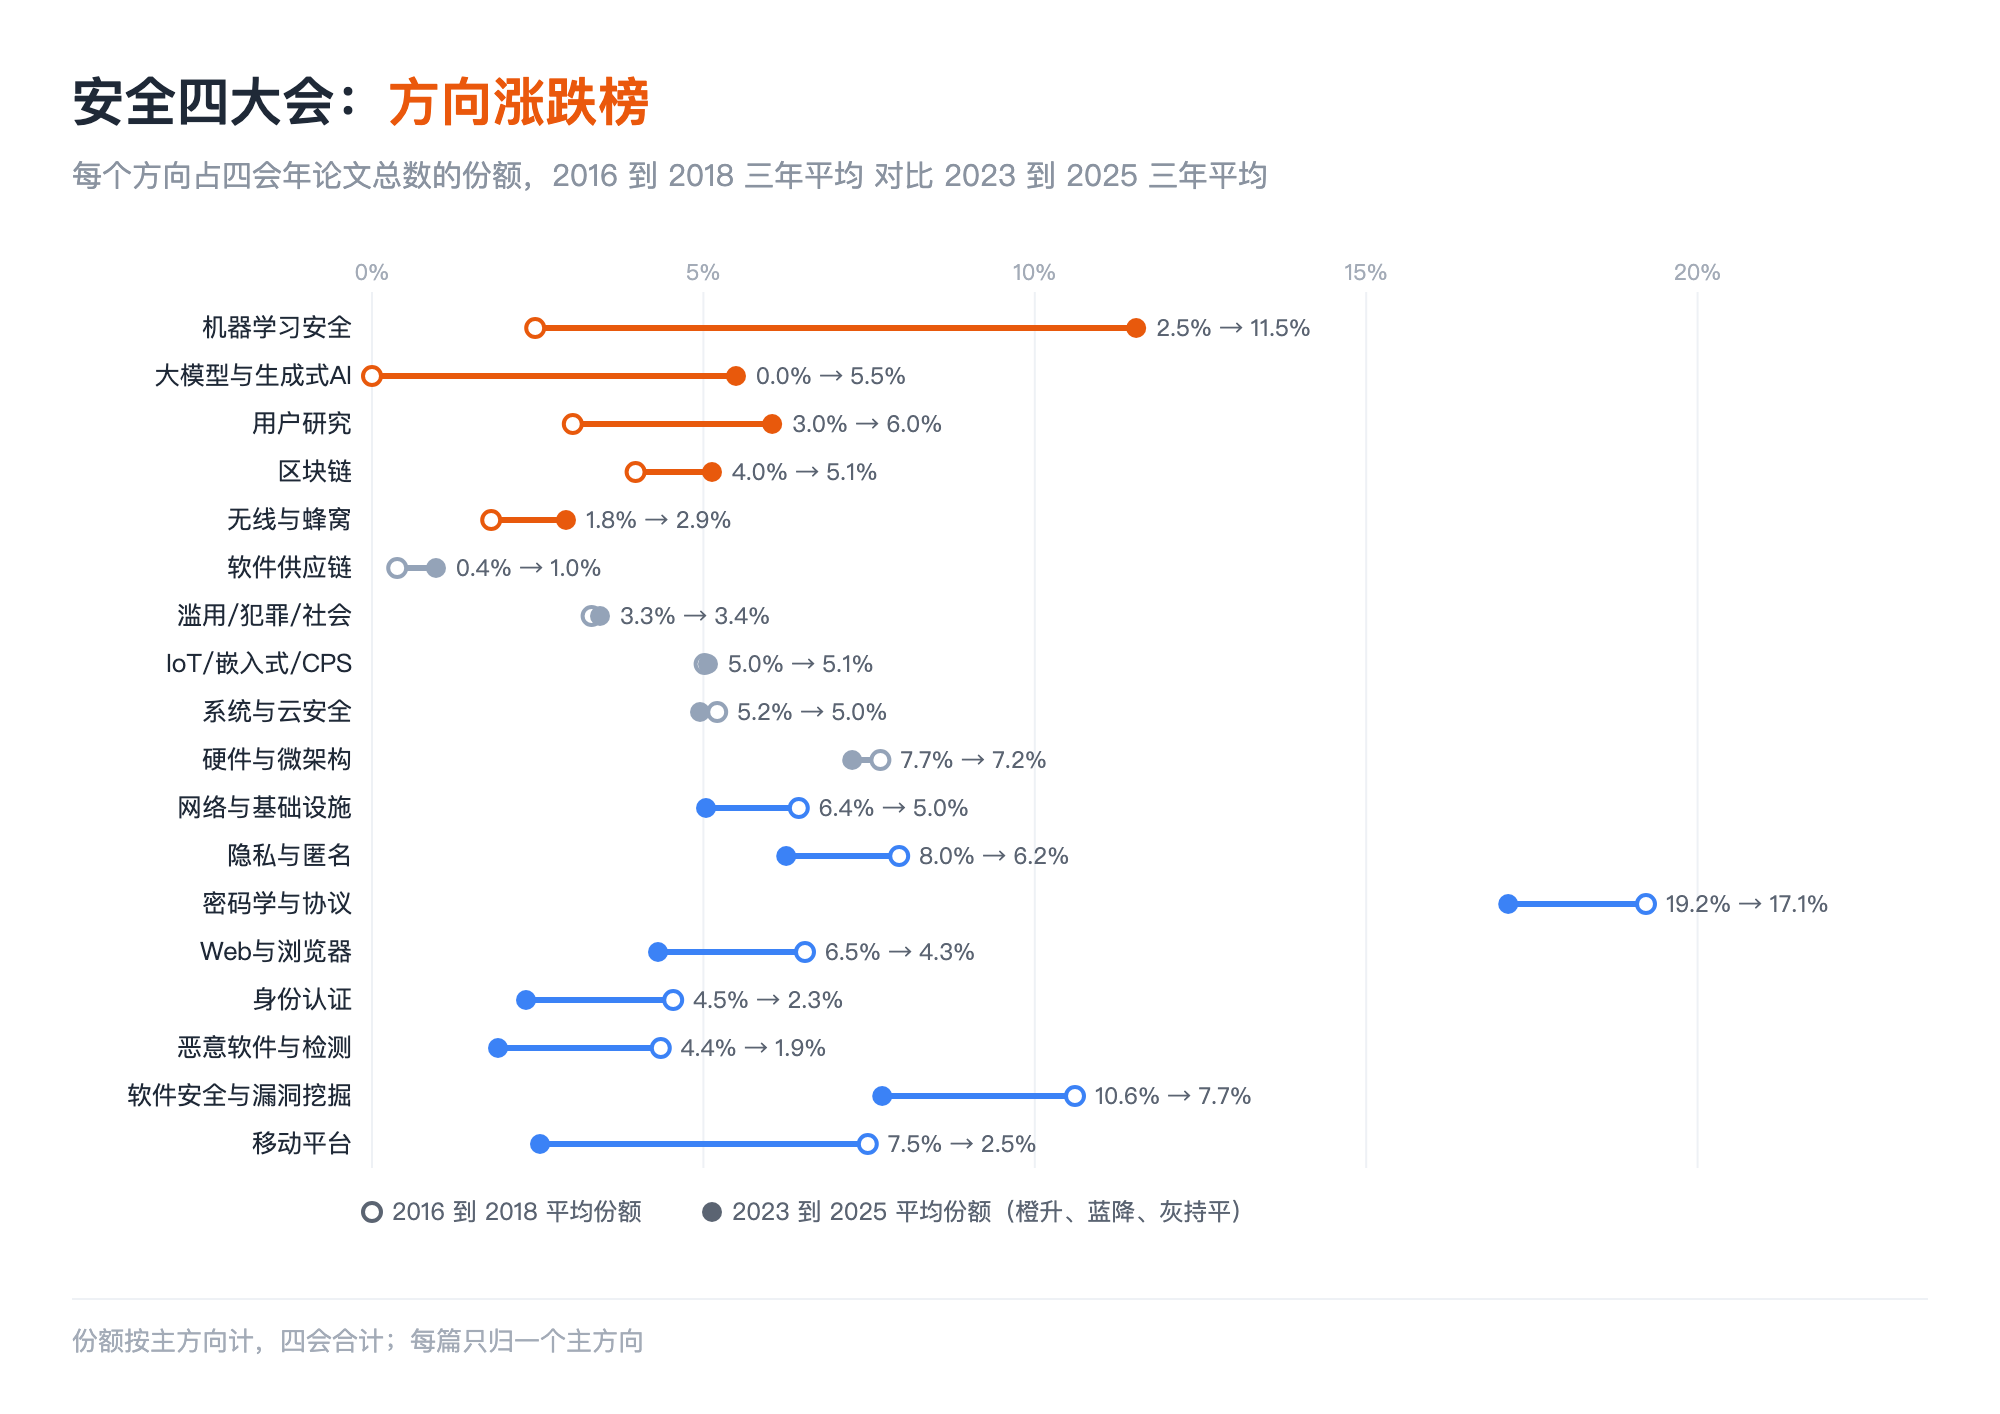 安全四大会：方向涨跌榜
每个方向占四会年论文总数的份额，2016 到 2018 三年平均 对比 2023 到 2025 三年平均
0% 5% 10% 15% 20%
机器学习安全 2.5% → 11.5%
大模型与生成式AI 0.0% → 5.5%
用户研究 3.0% → 6.0%
区块链 4.0% → 5.1%
无线与蜂窝 1.8% → 2.9%
软件供应链 0.4% → 1.0%
滥用/犯罪/社会 3.3% → 3.4%
IoT/嵌入式/CPS 5.0% → 5.1%
系统与云安全 5.2% → 5.0%
硬件与微架构 7.7% → 7.2%
网络与基础设施 6.4% → 5.0%
隐私与匿名 8.0% → 6.2%
密码学与协议 19.2% → 17.1%
Web与浏览器 6.5% → 4.3%
身份认证 4.5% → 2.3%
恶意软件与检测 4.4% → 1.9%
软件安全与漏洞挖掘 10.6% → 7.7%
移动平台 7.5% → 2.5%
2016 到 2018 平均份额 2023 到 2025 平均份额（橙升、蓝降、灰持平）
份额按主方向计，四会合计；每篇只归一个主方向